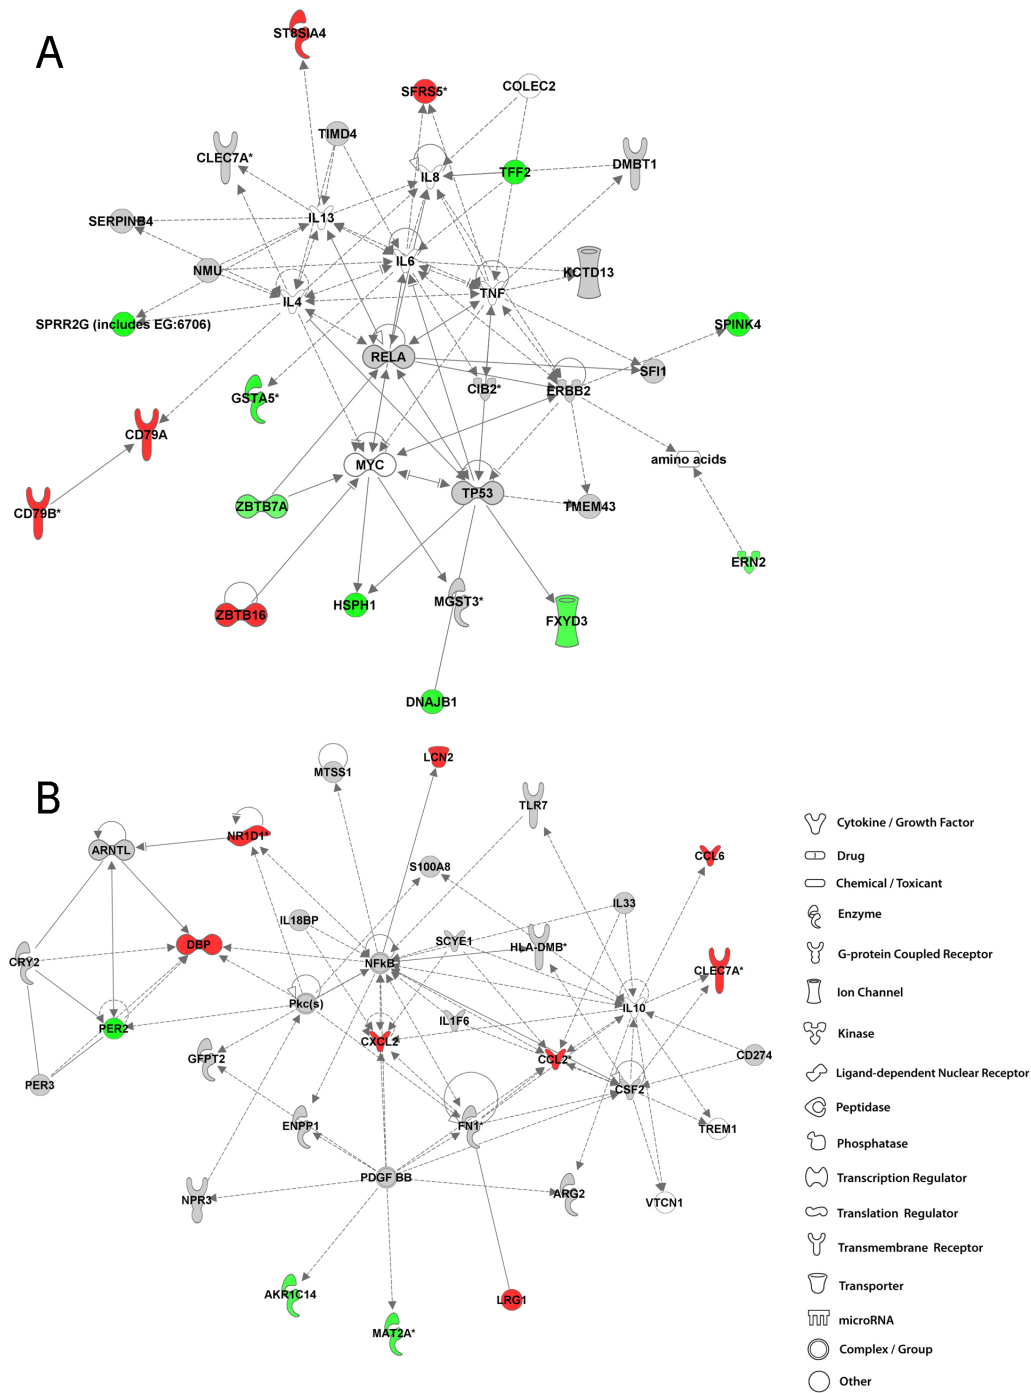 A
ST8SIA4
SFRS5*
COLEC2
TIMD4
CLEC7A*
IL8
TFF2
DMBT1
SERPINB4
IL13
NMU
IL6
KCTD13
IL4
TNF
SPRR2G (includes EG:6706)
SPINK4
RELA
SFI1
GSTA5*
CIB2*
ERBB2
CD79A
MYC
amino acids
CD79B*
ZBTB7A
TP53
TMEM43
ERN2
ZBTB16
HSPH1
MGST3*
FXYD3
DNAJB1
B
MTSS1
LCN2
TLR7
NR1D1*
ARNTL
CCL6
S100A8
IL33
IL18BP
DBP
SCYE1
HLA-DMB*
CRY2
NFkB
CLEC7A*
Pkc(s)
IL10
PER2
IL1F6
CXCL2
GFPT2
CCL2*
CD274
PER3
CSF2
ENPP1
FN1*
TREM1
PDGF BB
NPR3
ARG2
VTCN1
AKR1C14
LRG1
MAT2A*
Cytokine / Growth Factor
Drug
Chemical / Toxicant
Enzyme
G-protein Coupled Receptor
Ion Channel
Kinase
Ligand-dependent Nuclear Receptor
Peptidase
Phosphatase
Transcription Regulator
Translation Regulator
Transmembrane Receptor
Transporter
microRNA
Complex / Group
Other